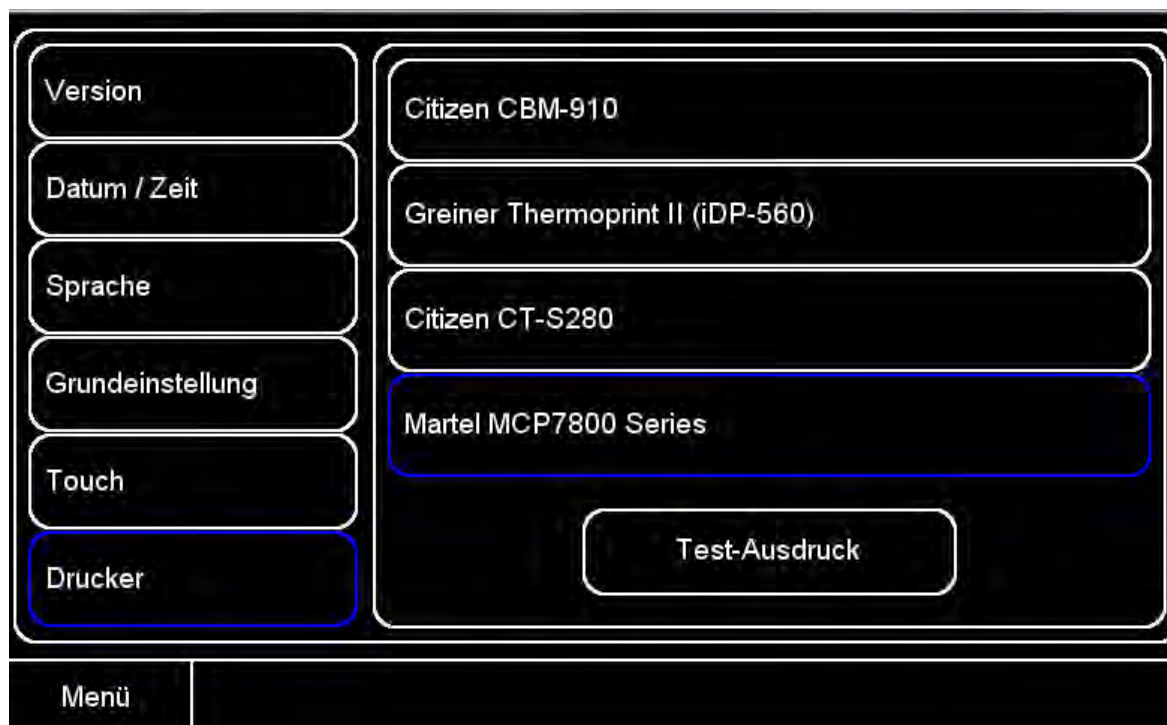 Version
Datum / Zeit
Sprache
Grundeinstellung
Touch
Drucker
Citizen CBM-910
Greiner Thermoprint II (iDP-560)
Citizen CT-S280
Martel MCP7800 Series
Test-Ausdruck
Menü